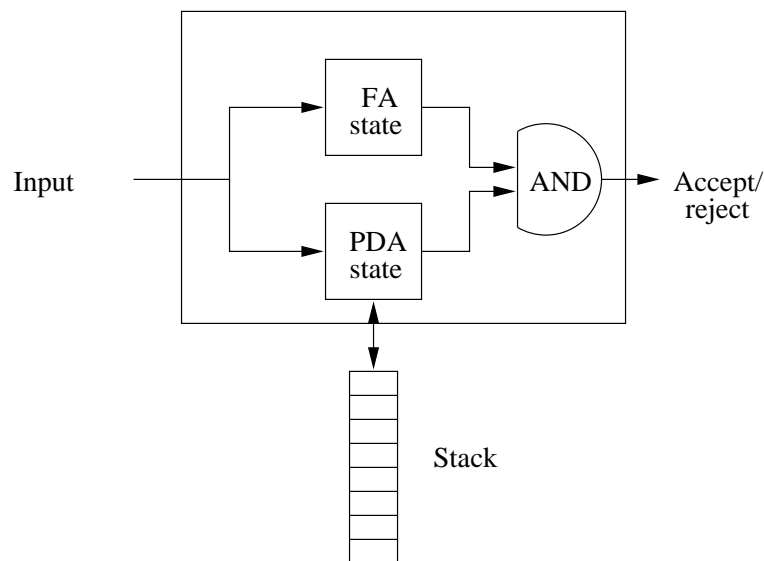 FA
state
Input
PDA
state
AND
Accept/
reject
Stack